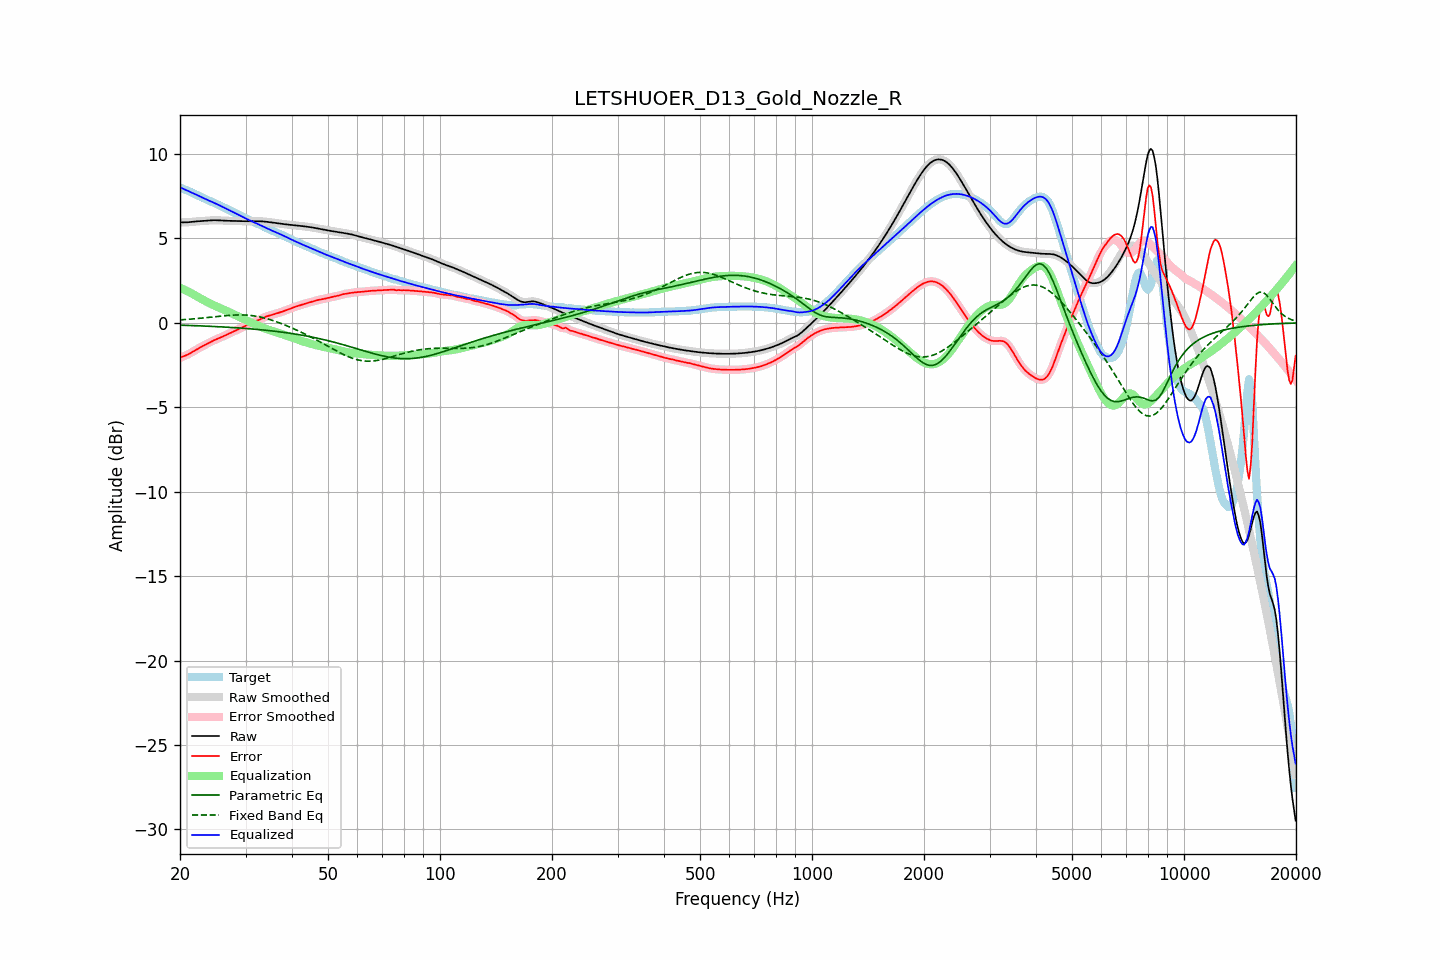 LETSHUOER_D13_Gold_Nozzle_R
10
5
0
−5
−10
−15
−20
−25
−30
Amplitude (dBr)
Target
Raw Smoothed
Error Smoothed
Raw
Error
Equalization
Parametric Eq
Fixed Band Eq
Equalized
20 50 100 200 500 1000 2000 5000 10000 20000
Frequency (Hz)